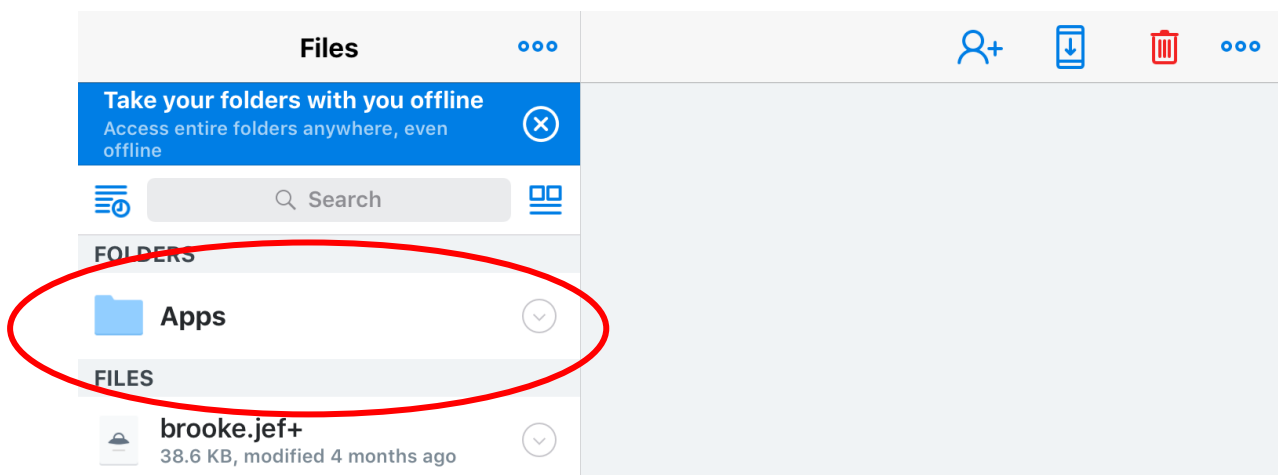 Files
Take your folders with you offline
Access entire folders anywhere, even
offline
Search
FOLDERS
Apps
FILES
brooke.jef+
38.6 KB, modified 4 months ago